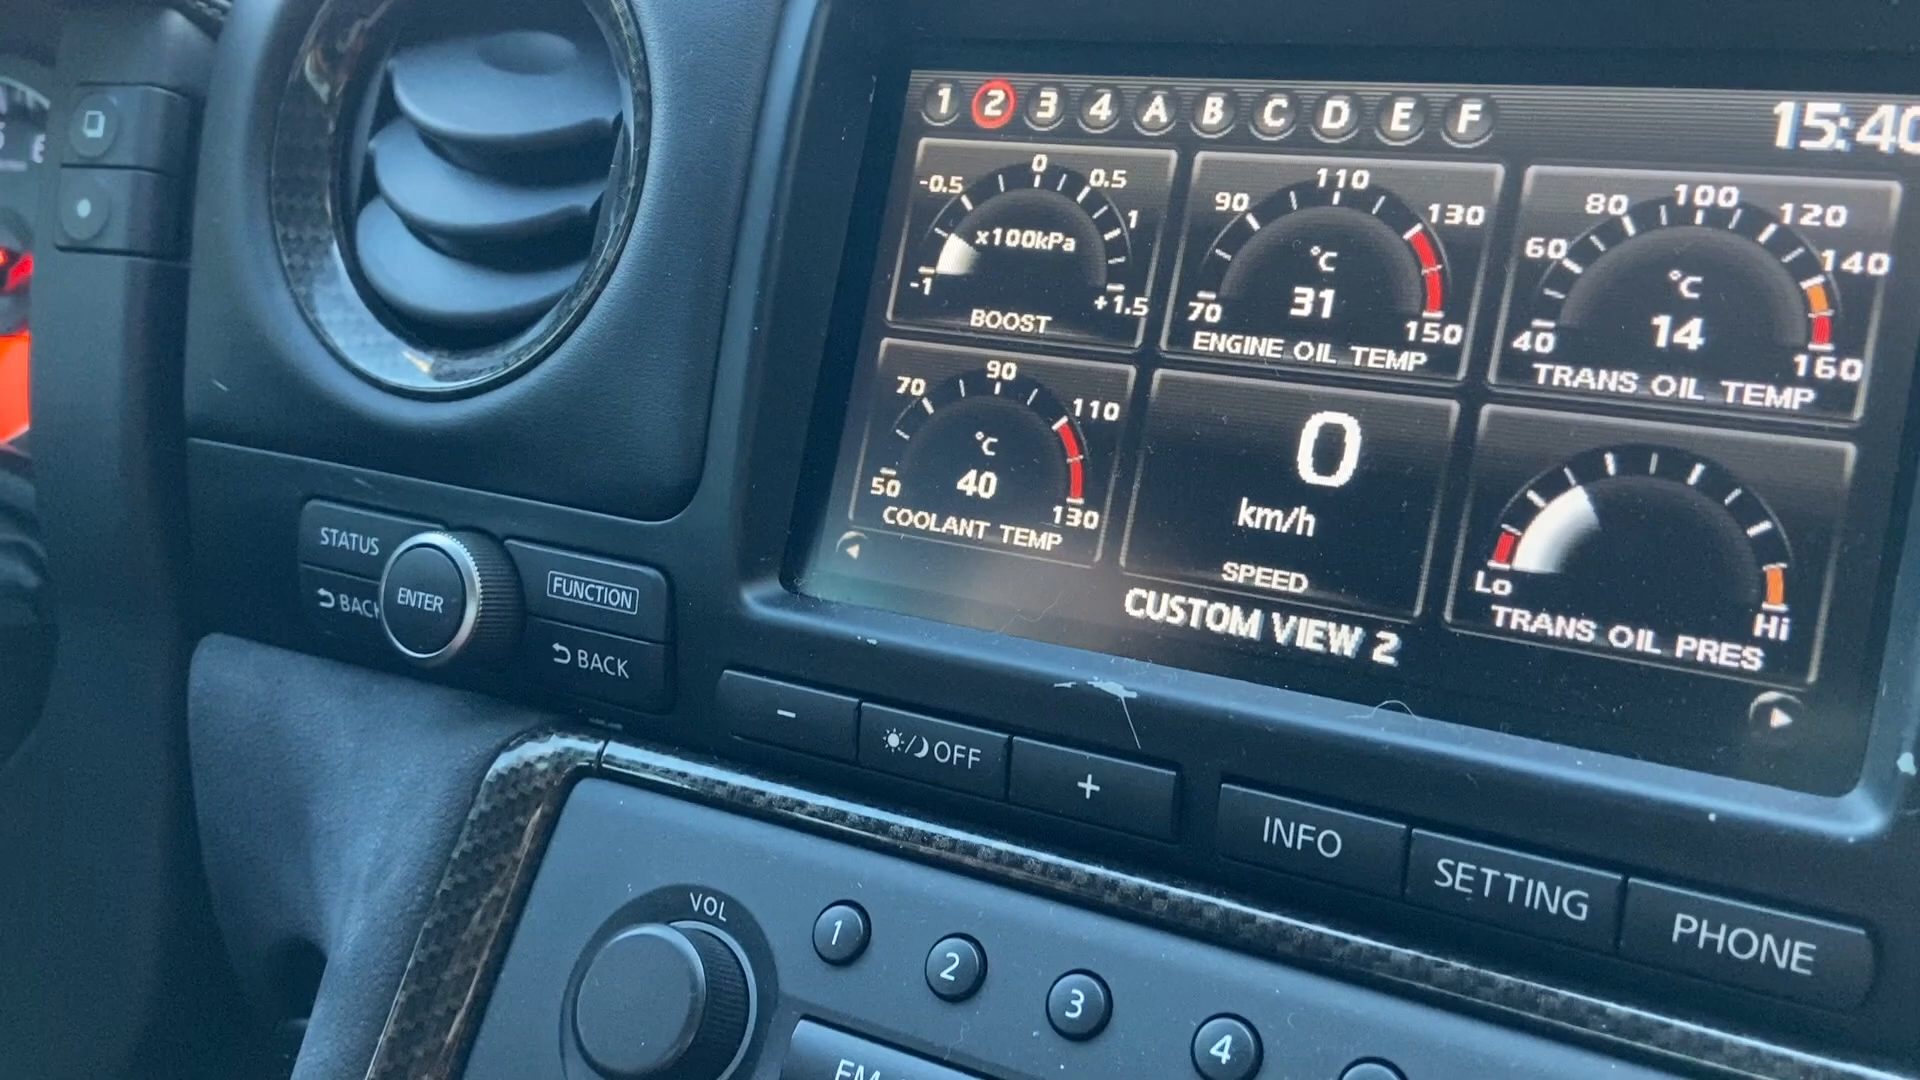 1 2 3 4 A B C D E F
15:40
-1 -0.5 0 0.5 1 +1.5
x100kPa
BOOST
70 90 110 130 150
°C
31
ENGINE OIL TEMP
40 60 80 100 120 140 160
°C
14
TRANS OIL TEMP
50 70 90 110 130
°C
40
COOLANT TEMP
0
km/h
SPEED
Lo Hi
TRANS OIL PRES
CUSTOM VIEW 2
STATUS
BACK
ENTER
FUNCTION
BACK
- OFF +
INFO
SETTING
PHONE
VOL
1
2
3
4